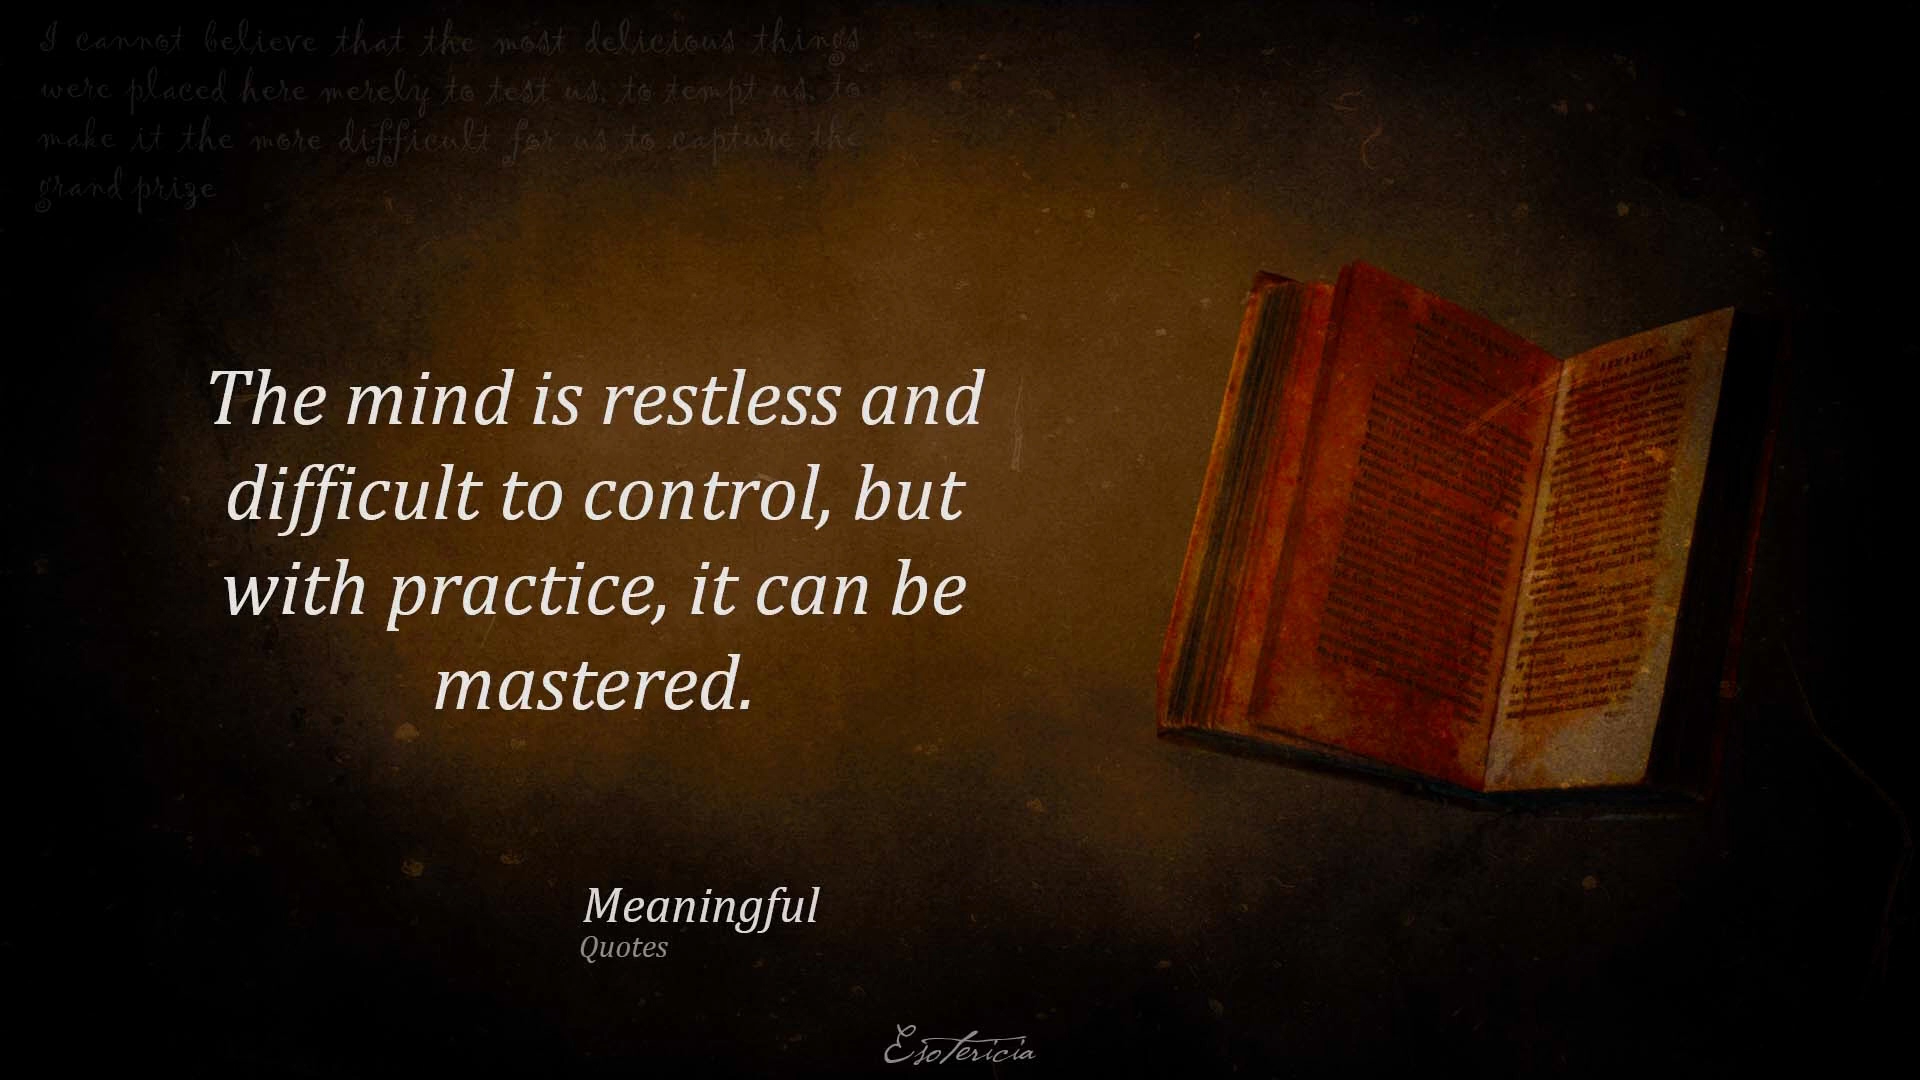 I cannot believe that the most delicious things
were placed here merely to test us, to tempt us, to
make it the more difficult for us to capture the
grand prize
The mind is restless and
difficult to control, but
with practice, it can be
mastered.
Meaningful
Quotes
Esotericia